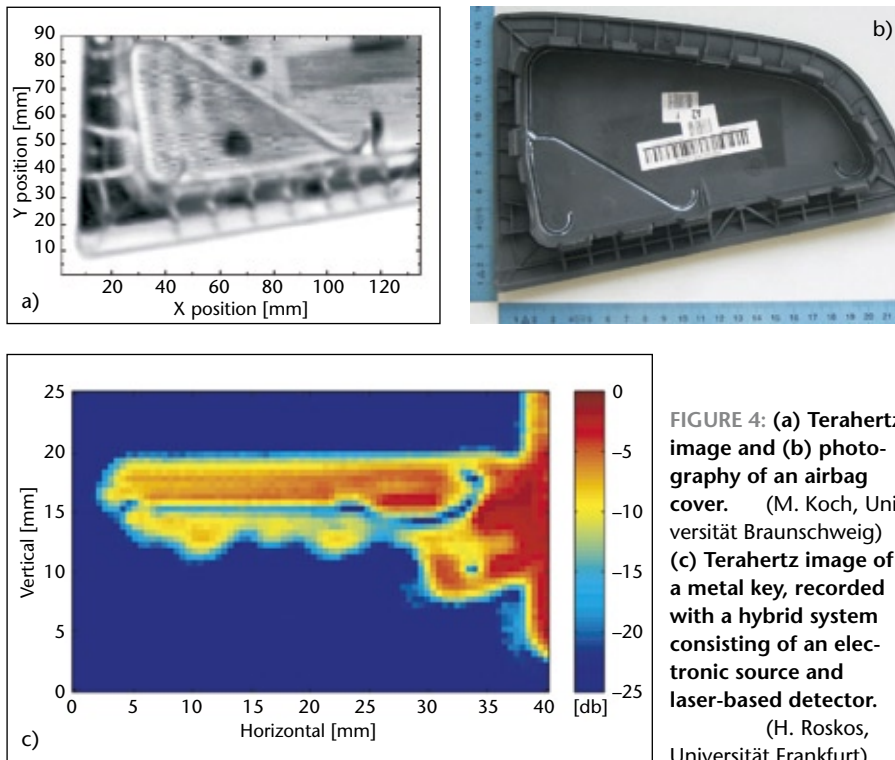 90
80
70
60
50
40
30
20
10
Y position [mm]
20 40 60 80 100 120
X position [mm]
a)
b)
25
20
15
10
5
0
Vertical [mm]
0 5 10 15 20 25 30 35 40
Horizontal [mm]
0
–5
–10
–15
–20
–25
[db]
c)
FIGURE 4: (a) Terahertz
image and (b) photo-
graphy of an airbag
cover. (M. Koch, Uni
versität Braunschweig)
(c) Terahertz image of
a metal key, recorded
with a hybrid system
consisting of an elec-
tronic source and
laser-based detector.
(H. Roskos,
Universität Frankfurt)